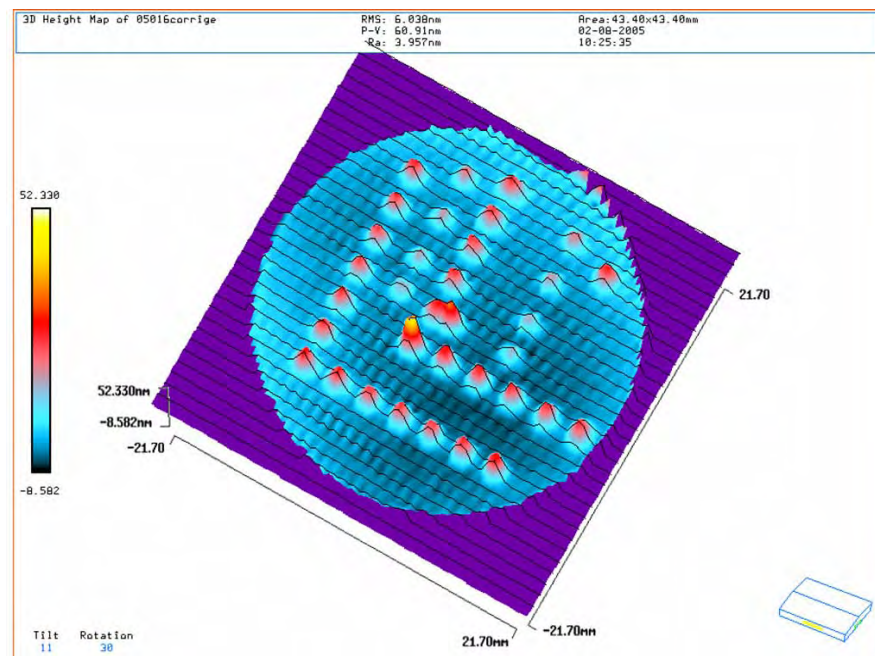 3D Height Map of 05016corrige
RMS: 6.038nm
P-V: 60.91nm
Ra: 3.957nm
Area:43.40x43.40mm
02-08-2005
10:25:35
52.330
-8.582
52.330nm
-8.582nm
-21.70
21.70
21.70mm
-21.70mm
Tilt Rotation
11 30